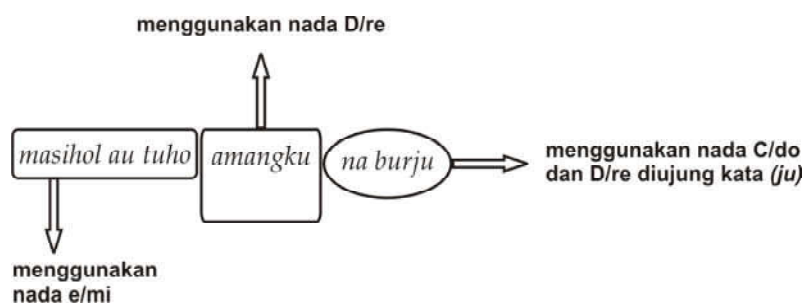 menggunakan nada D/re
masihol au tuho
amangku
na burju
menggunakan nada C/do
dan D/re diujung kata (ju)
menggunakan
nada e/mi